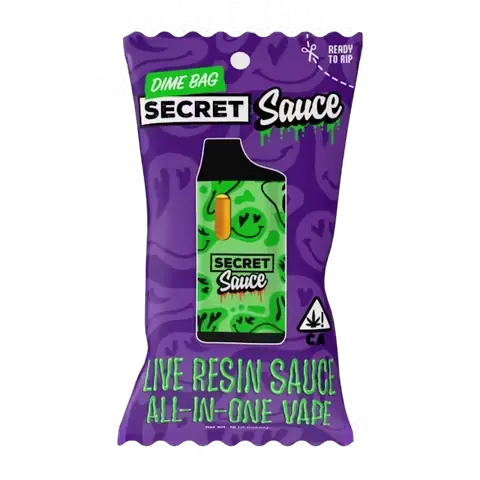 READY
TO RIP
DIME BAG
SECRET Sauce
SECRET
Sauce
CA
LIVE RESIN SAUCE
ALL-IN-ONE VAPE